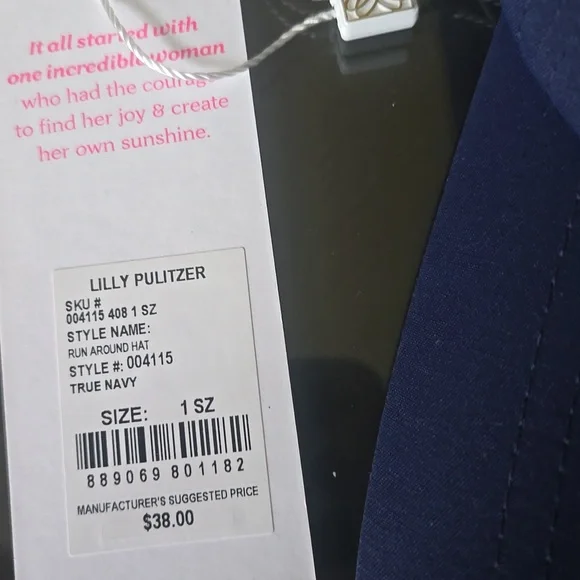 It all started with
one incredible woman
who had the courage
to find her joy & create
her own sunshine.
LILLY PULITZER
SKU #
004115 408 1 SZ
STYLE NAME:
RUN AROUND HAT
STYLE #: 004115
TRUE NAVY
SIZE: 1 SZ
889069 801182
MANUFACTURER'S SUGGESTED PRICE
$38.00